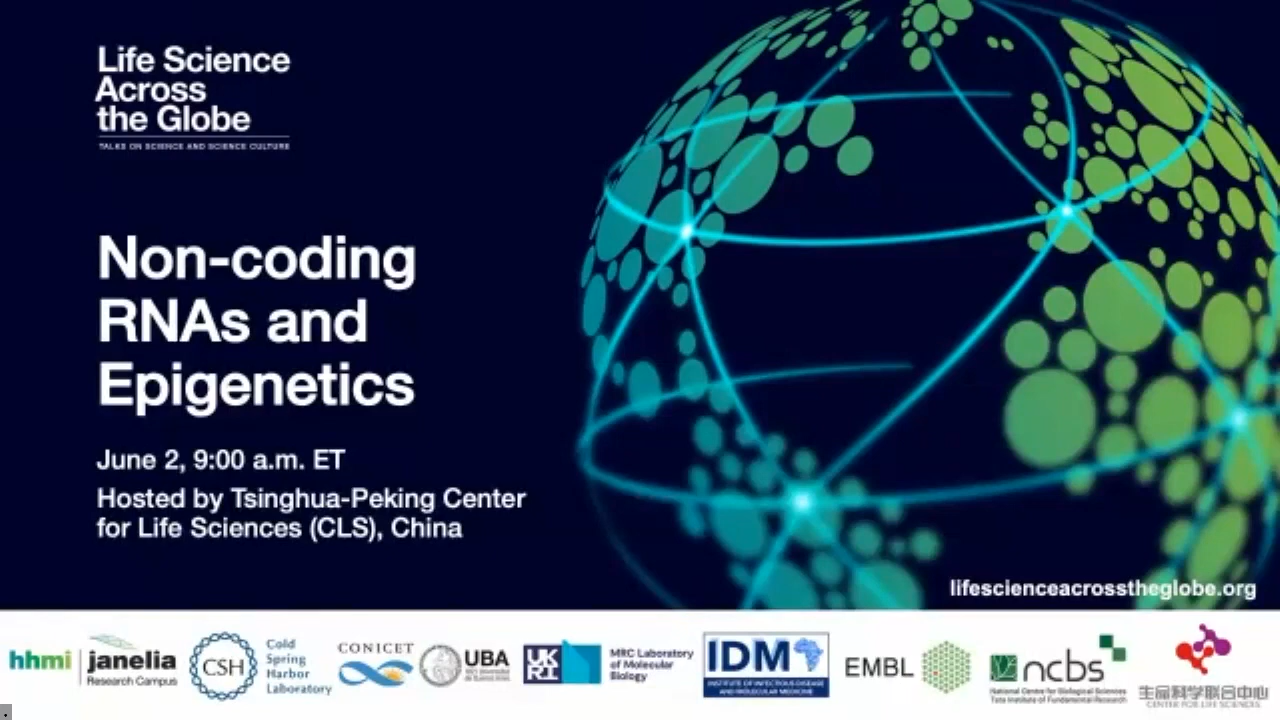 Life Science
Across
the Globe
TALKS ON SCIENCE AND SCIENCE CULTURE
Non-coding
RNAs and
Epigenetics
June 2, 9:00 a.m. ET
Hosted by Tsinghua-Peking Center
for Life Sciences (CLS), China
lifescienceacrosstheglobe.org
hhmi janelia
Research Campus
CSH
Cold
Spring
Harbor
Laboratory
CONICET
UBA
UK
RI
MRC Laboratory
of Molecular
Biology
IDM
INSTITUTE OF INFECTIOUS DISEASE
AND MOLECULAR MEDICINE
EMBL
ncbs
National Centre for Biological Sciences
Tata Institute of Fundamental Research
生命科学联合中心
CENTER FOR LIFE SCIENCES